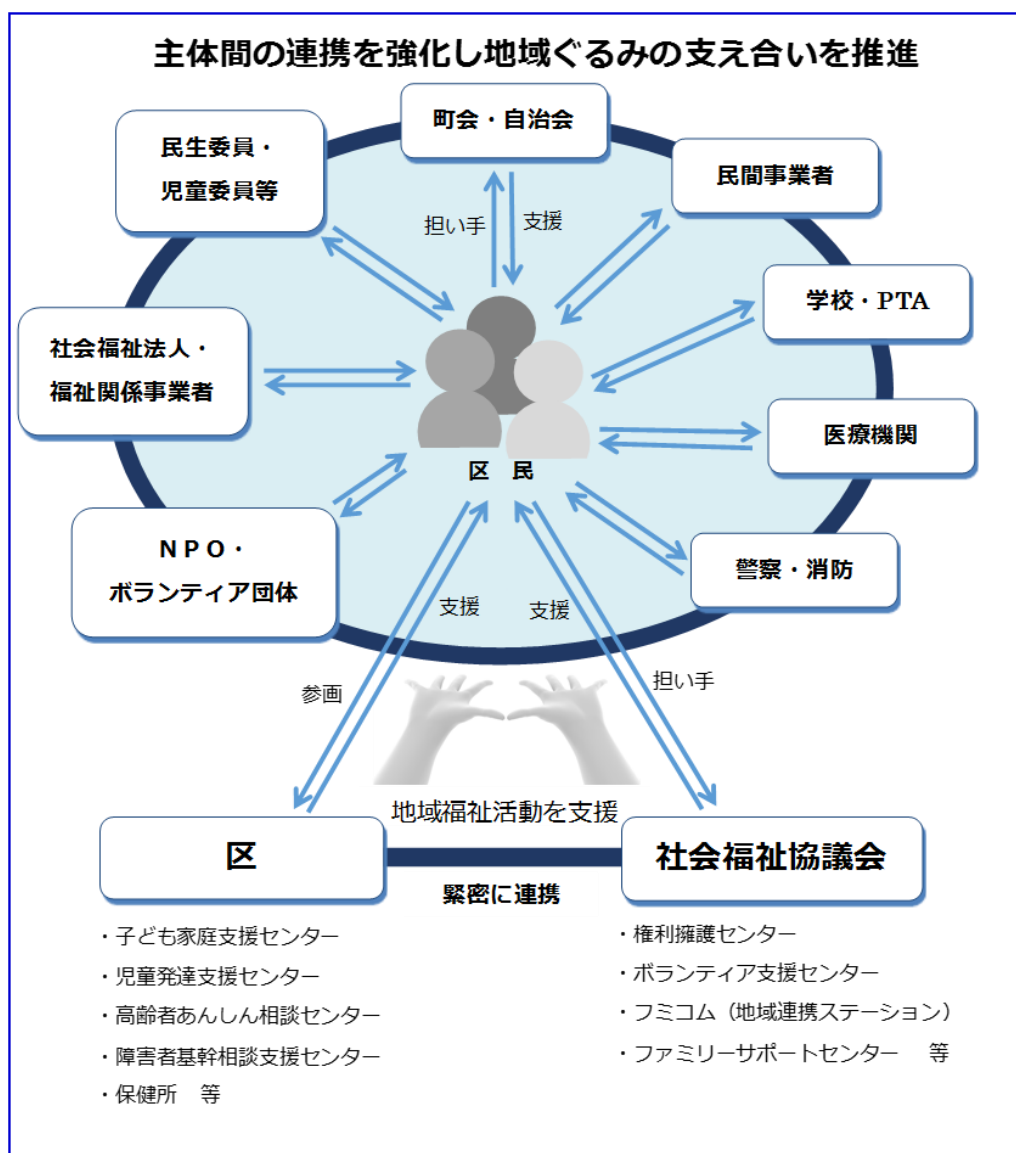 主体間の連携を強化し地域ぐるみの支え合いを推進
町会・自治会
民生委員・
児童委員等
民間事業者
担い手
支援
学校・PTA
社会福祉法人・
福祉関係事業者
医療機関
区 民
NPO・
ボランティア団体
警察・消防
支援
支援
参画
担い手
地域福祉活動を支援
区
社会福祉協議会
緊密に連携
・子ども家庭支援センター
・児童発達支援センター
・高齢者あんしん相談センター
・障害者基幹相談支援センター
・保健所 等
・権利擁護センター
・ボランティア支援センター
・フミコム(地域連携ステーション)
・ファミリーサポートセンター 等